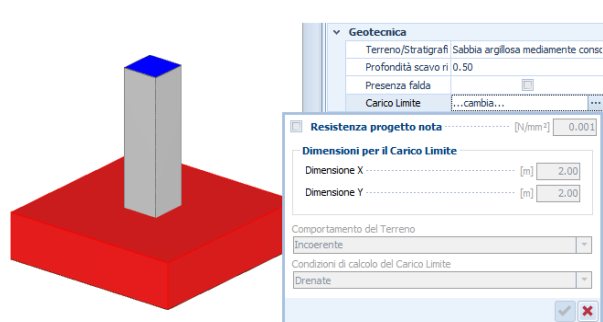 Geotecnica
Terreno/Stratigrafi Sabbia argillosa mediamente consc
Profondità scavo ri 0.50
Presenza falda
Carico Limite ...cambia... ...
Resistenza progetto nota [N/mm²] 0.001
Dimensioni per il Carico Limite
Dimensione X [m] 2.00
Dimensione Y [m] 2.00
Comportamento del Terreno
Incoerente
Condizioni di calcolo del Carico Limite
Drenate